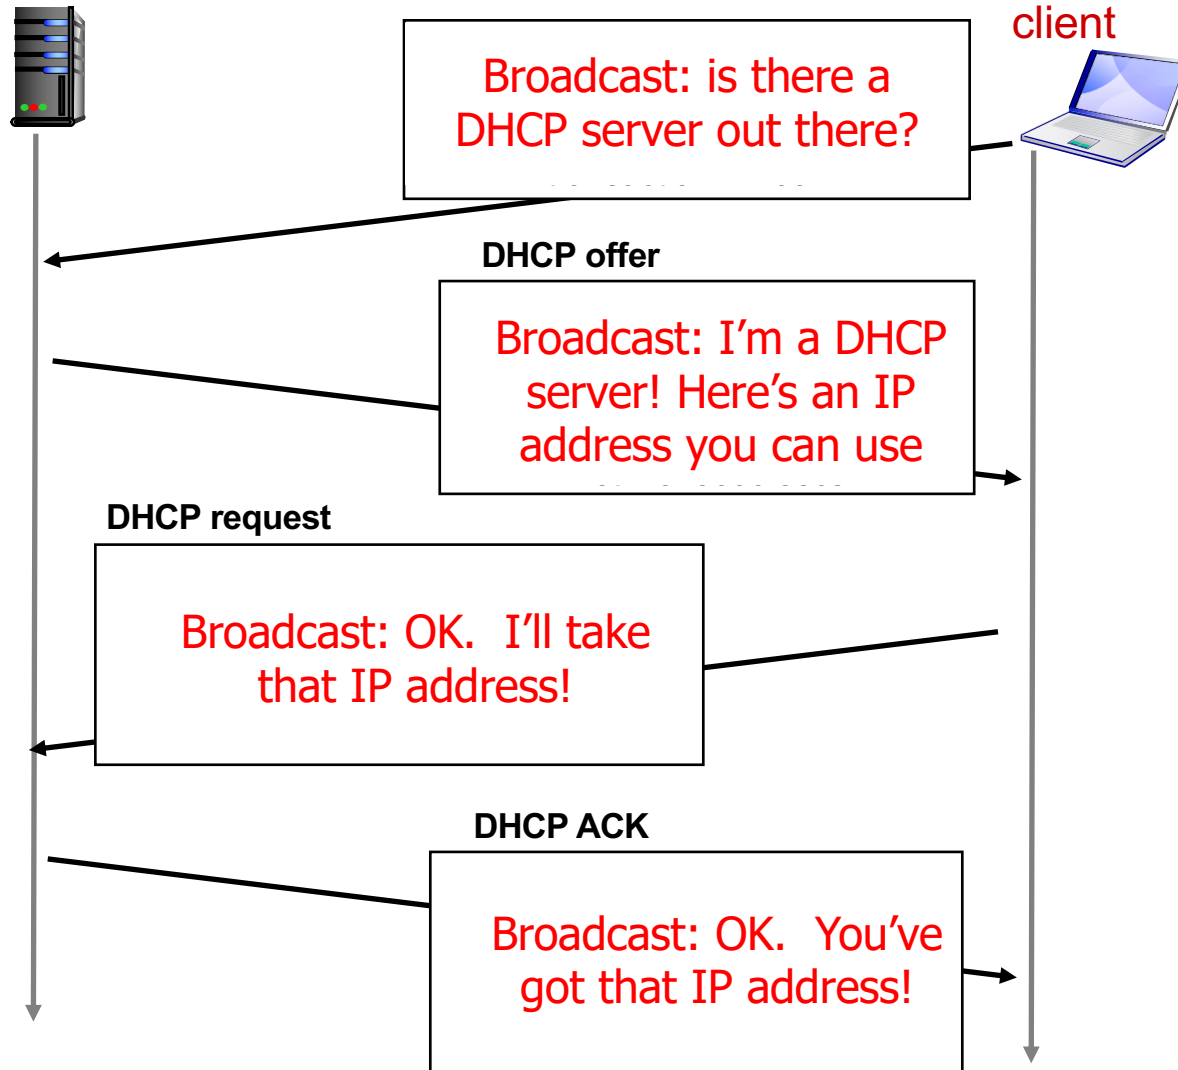 client
Broadcast: is there a
DHCP server out there?
DHCP offer
Broadcast: I’m a DHCP
server! Here’s an IP
address you can use
DHCP request
Broadcast: OK.  I’ll take
that IP address!
DHCP ACK
Broadcast: OK.  You’ve
got that IP address!